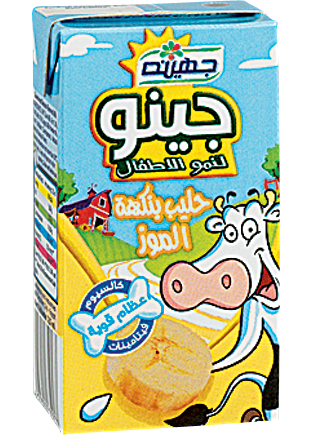 جهينة
جينو
لنمو الأطفال
حليب بنكهة
الموز
كالسيوم
عظام قوية
فيتامينات